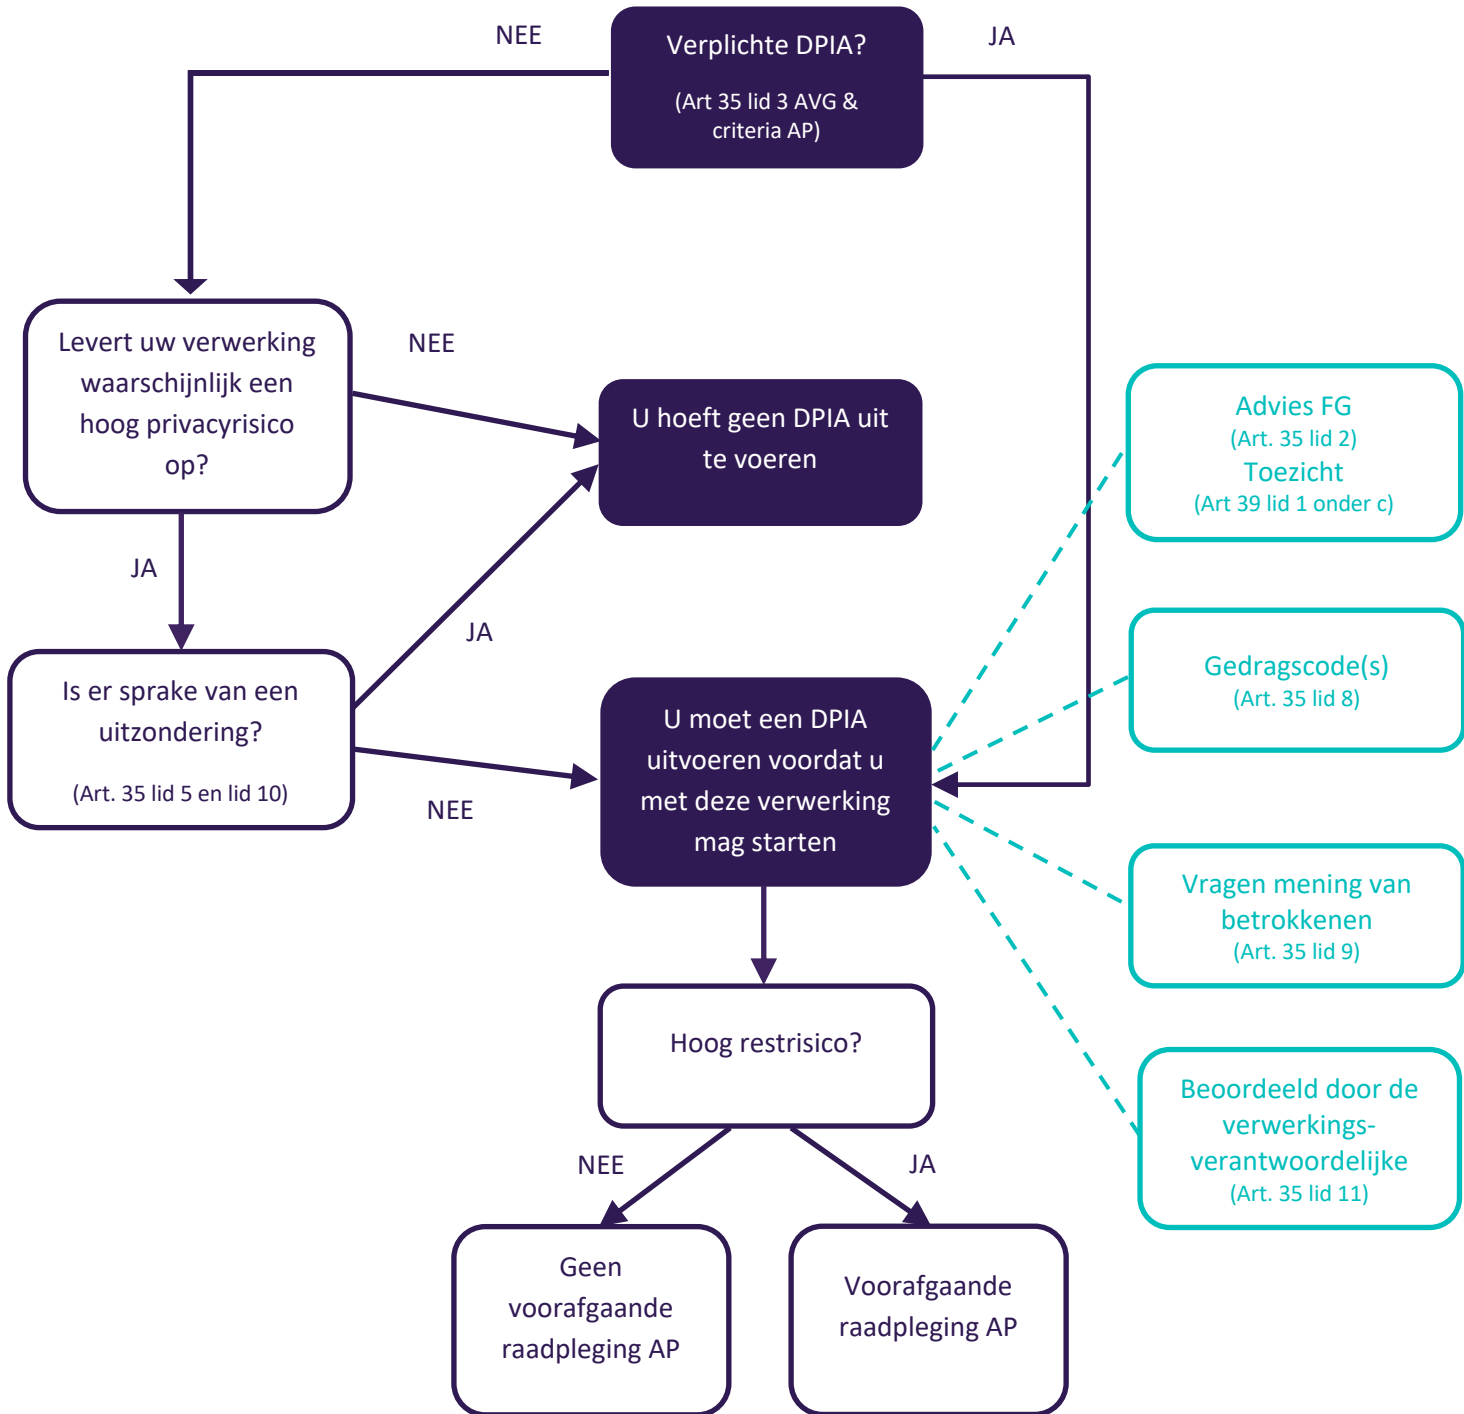 NEE
Verplichte DPIA?
JA
(Art 35 lid 3 AVG &
criteria AP)
Levert uw verwerking
waarschijnlijk een
hoog privacyrisico
op?
NEE
U hoeft geen DPIA uit
te voeren
Advies FG
(Art. 35 lid 2)
Toezicht
(Art 39 lid 1 onder c)
JA
JA
Is er sprake van een
uitzondering?
(Art. 35 lid 5 en lid 10)
NEE
U moet een DPIA
uitvoeren voordat u
met deze verwerking
mag starten
Gedragscode(s)
(Art. 35 lid 8)
Vragen mening van
betrokkenen
(Art. 35 lid 9)
Hoog restrisico?
Beoordeeld door de
verwerkings-
verantwoordelijke
(Art. 35 lid 11)
NEE
JA
Geen
voorafgaande
raadpleging AP
Voorafgaande
raadpleging AP